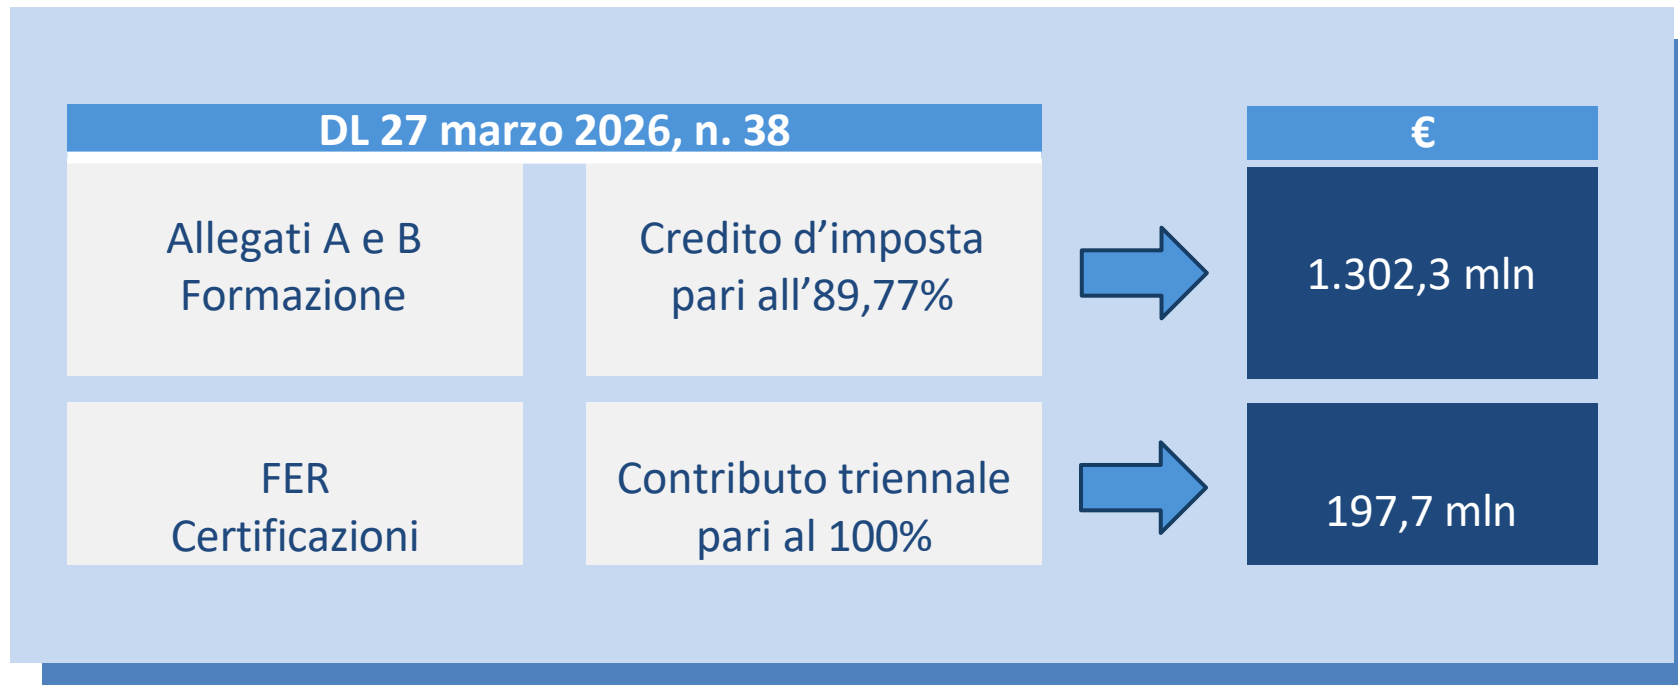 DL 27 marzo 2026, n. 38
€
Allegati A e B
Formazione
Credito d’imposta
pari all’89,77%
1.302,3 mln
FER
Certificazioni
Contributo triennale
pari al 100%
197,7 mln